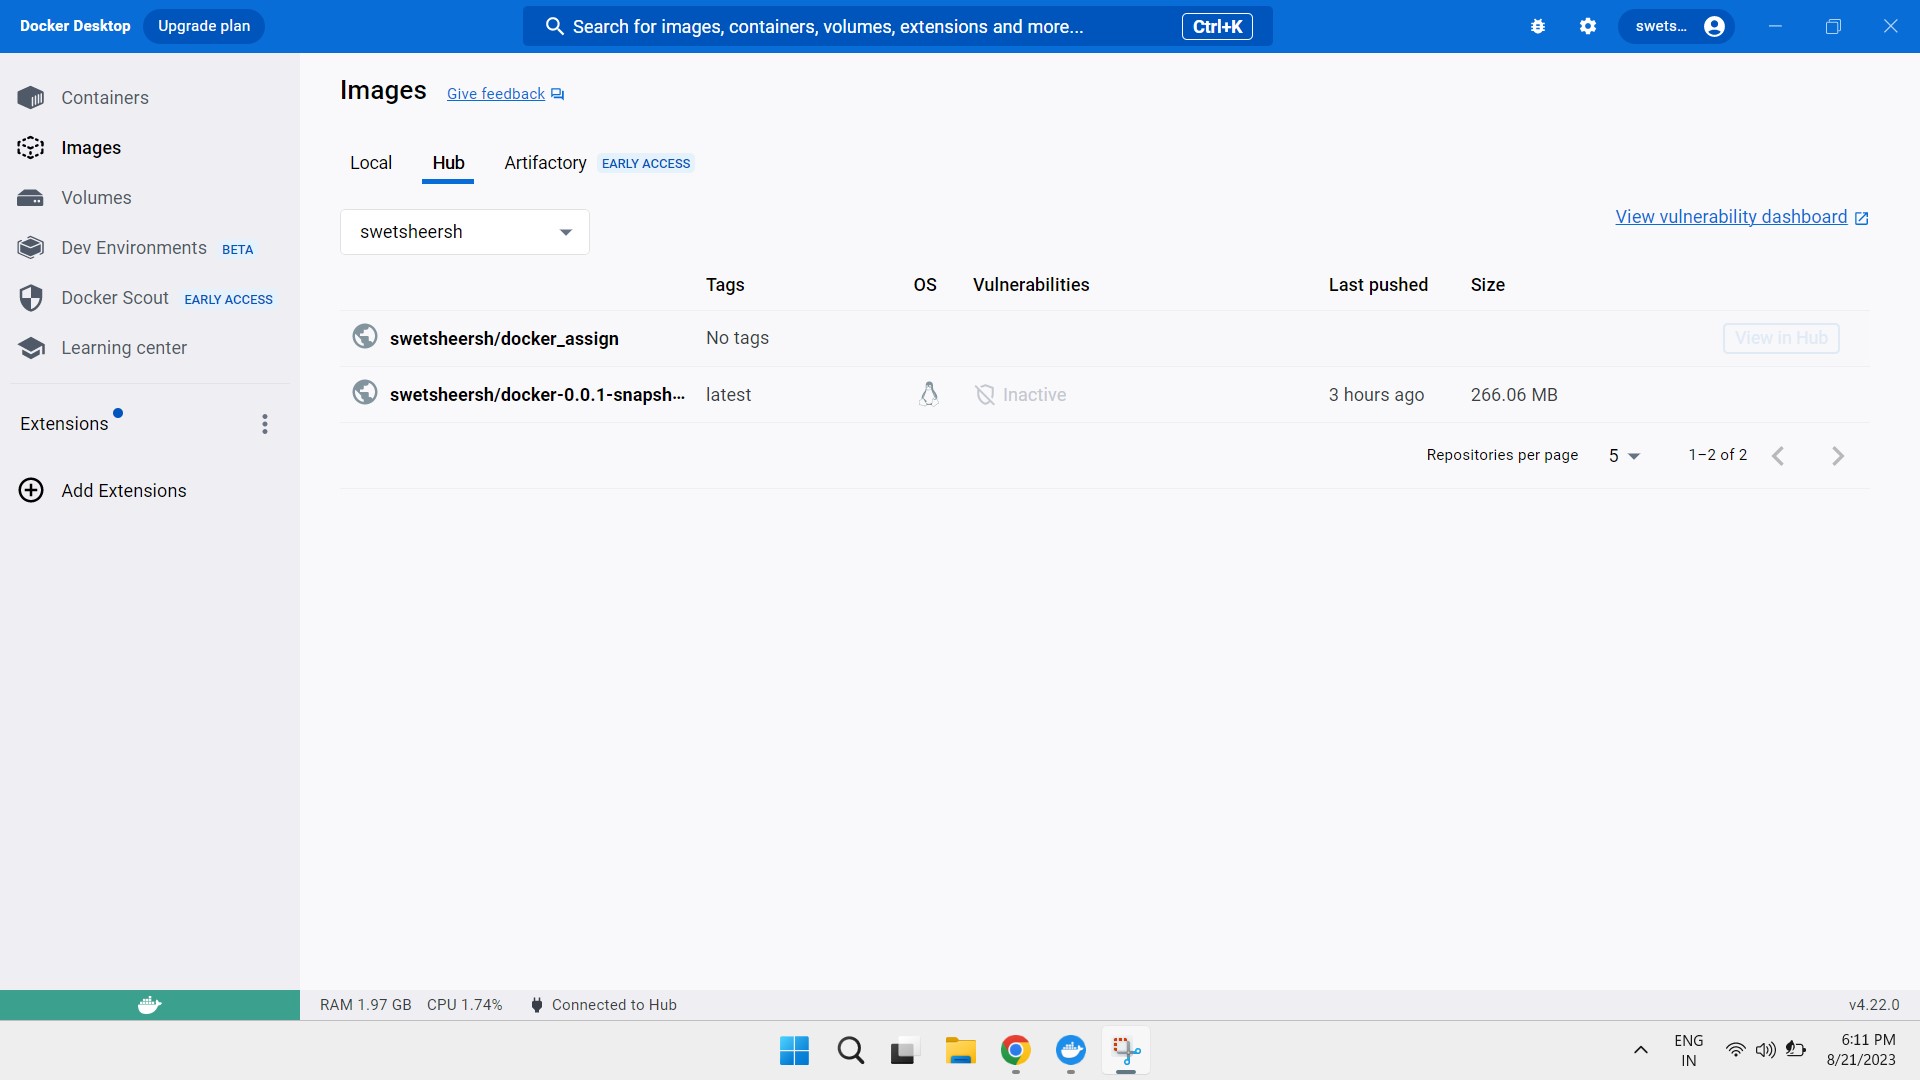 Docker Desktop Upgrade plan Search for images, containers, volumes, extensions and more... Ctrl+K swets...
Containers
Images
Volumes
Dev Environments BETA
Docker Scout EARLY ACCESS
Learning center
Extensions
Add Extensions
Images Give feedback
Local Hub Artifactory EARLY ACCESS
swetsheersh
View vulnerability dashboard
Tags OS Vulnerabilities Last pushed Size
swetsheersh/docker_assign No tags View in Hub
swetsheersh/docker-0.0.1-snapsh... latest Inactive 3 hours ago 266.06 MB
Repositories per page 5 1–2 of 2
RAM 1.97 GB CPU 1.74% Connected to Hub v4.22.0
ENG
IN
6:11 PM
8/21/2023